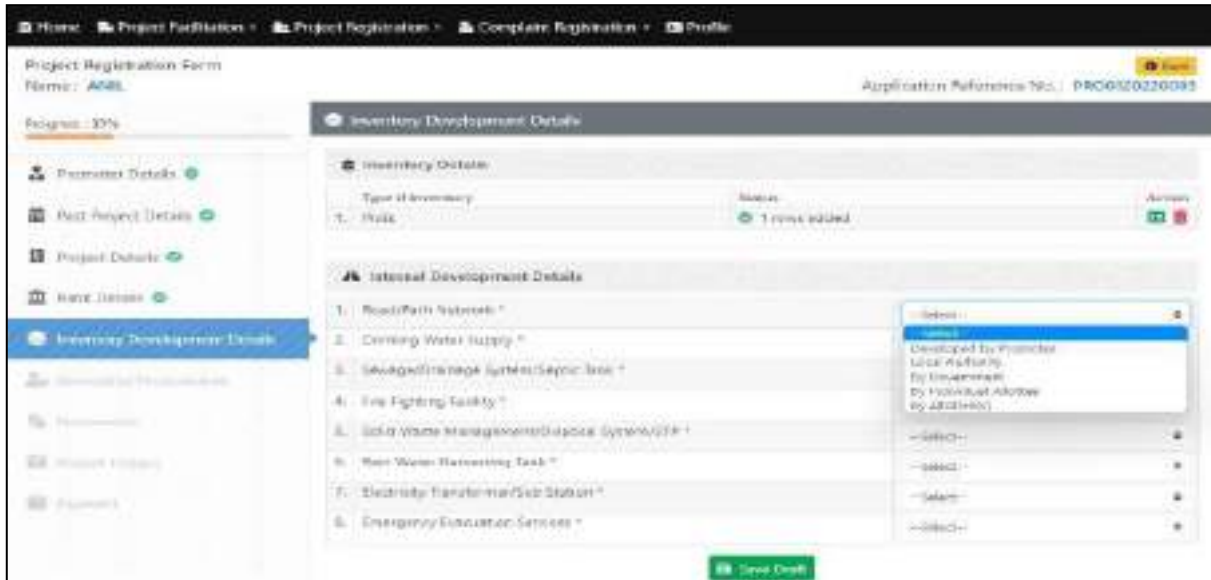 Home Project Facilitation Project Registration Complaint Registration Profile
Project Registration Form
Name : ANIL
Application Reference No. :
Progress :
Inventory Development Details
Inventory Details
Type of Inventory Status Action
1. Plots 1 rows added
Promoter Details
Past Project Details
Project Details
Bank Details
Inventory Development Details
Internal Development Details
1. Road/Path Network * --Select--
--Select--
Developed by Promoter
Local Authority
By Government
By Individual Allottee
2. Drinking Water Supply *
3. Sewage/Drainage System/Septic Tank *
4. Fire Fighting Facility *
5. Solid Waste Management/Disposal System/STP * --Select--
6. Rain Water Harvesting Tank * --Select--
7. Electricity Transformer/Sub Station * --Select--
8. Emergency Evacuation Services * --Select--
Payment
Save Draft